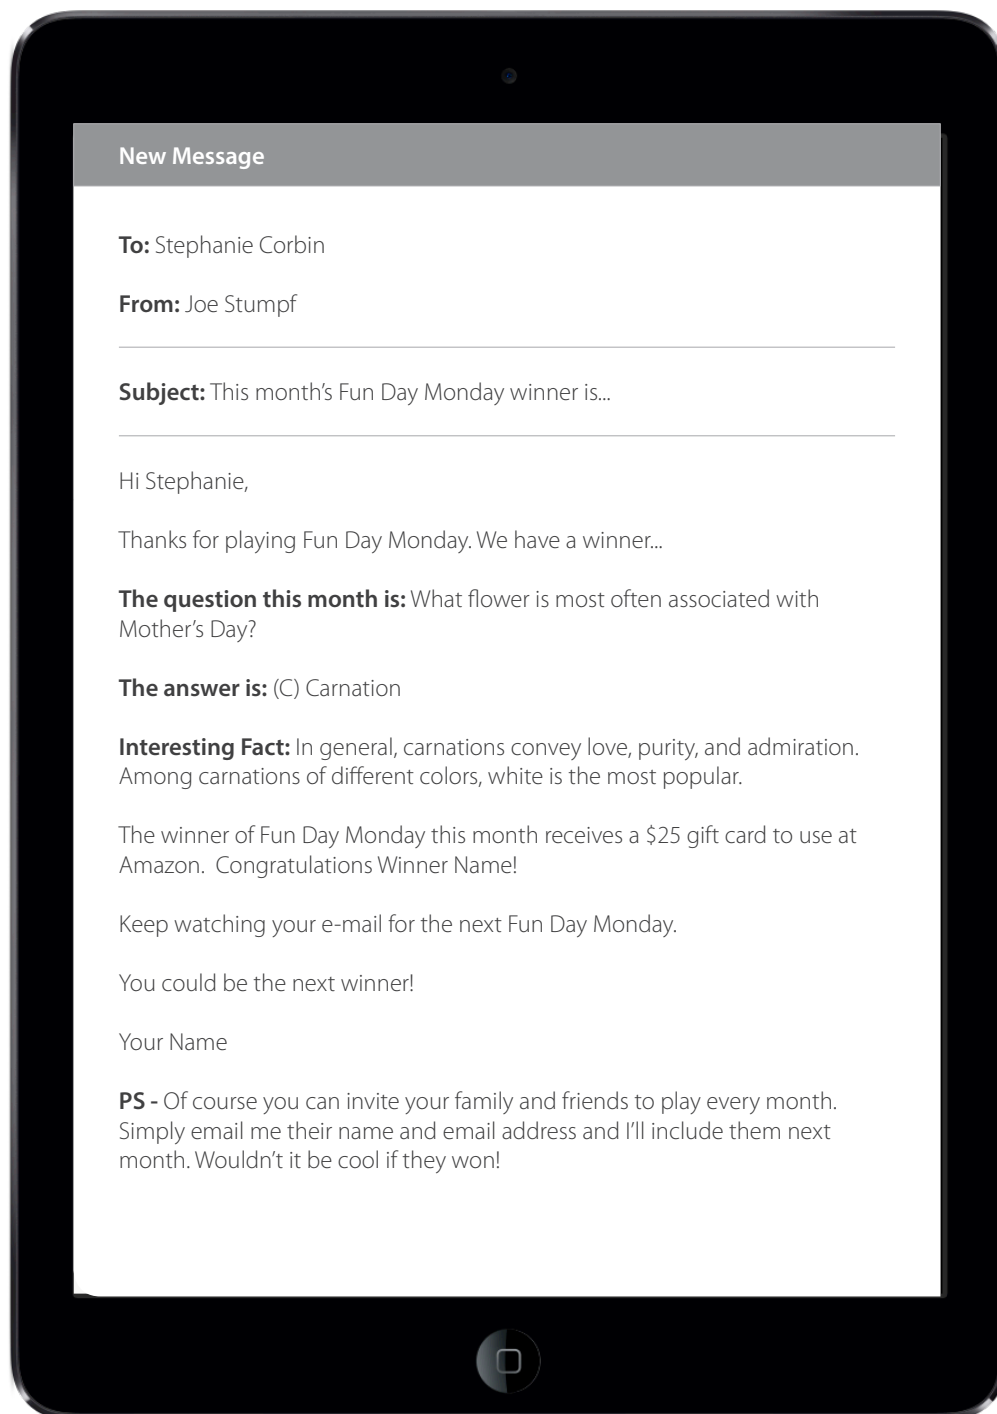 New Message
To: Stephanie Corbin
From: Joe Stumpf
Subject: This month’s Fun Day Monday winner is...
Hi Stephanie,
Thanks for playing Fun Day Monday. We have a winner...
The question this month is: What flower is most often associated with
Mother’s Day?
The answer is: (C) Carnation
Interesting Fact: In general, carnations convey love, purity, and admiration.
Among carnations of different colors, white is the most popular.
The winner of Fun Day Monday this month receives a $25 gift card to use at
Amazon.  Congratulations Winner Name!
Keep watching your e-mail for the next Fun Day Monday.
You could be the next winner!
Your Name
PS - Of course you can invite your family and friends to play every month.
Simply email me their name and email address and I’ll include them next
month. Wouldn’t it be cool if they won!